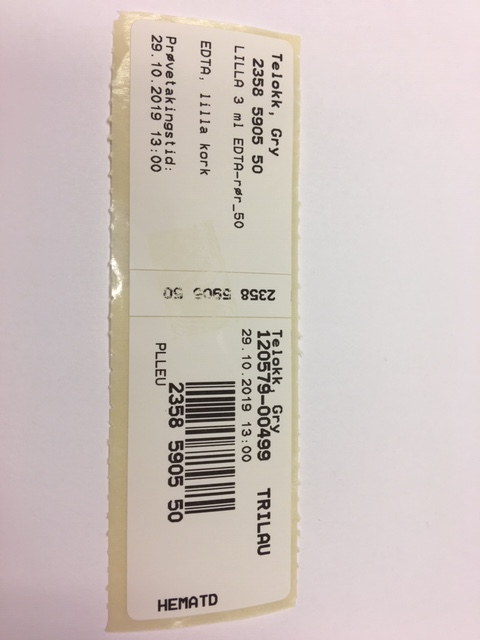 Telokk, Gry
2358 5905 50
LILLA 3 ml EDTA-rør_50
EDTA, lilla kork
Prøvetakingstid:
29.10.2019 13:00
2358 5905 50
Telokk, Gry
120579-00499 TRILAU
29.10.2019 13:00
2358 5905 50
PLLEU
HEMATD